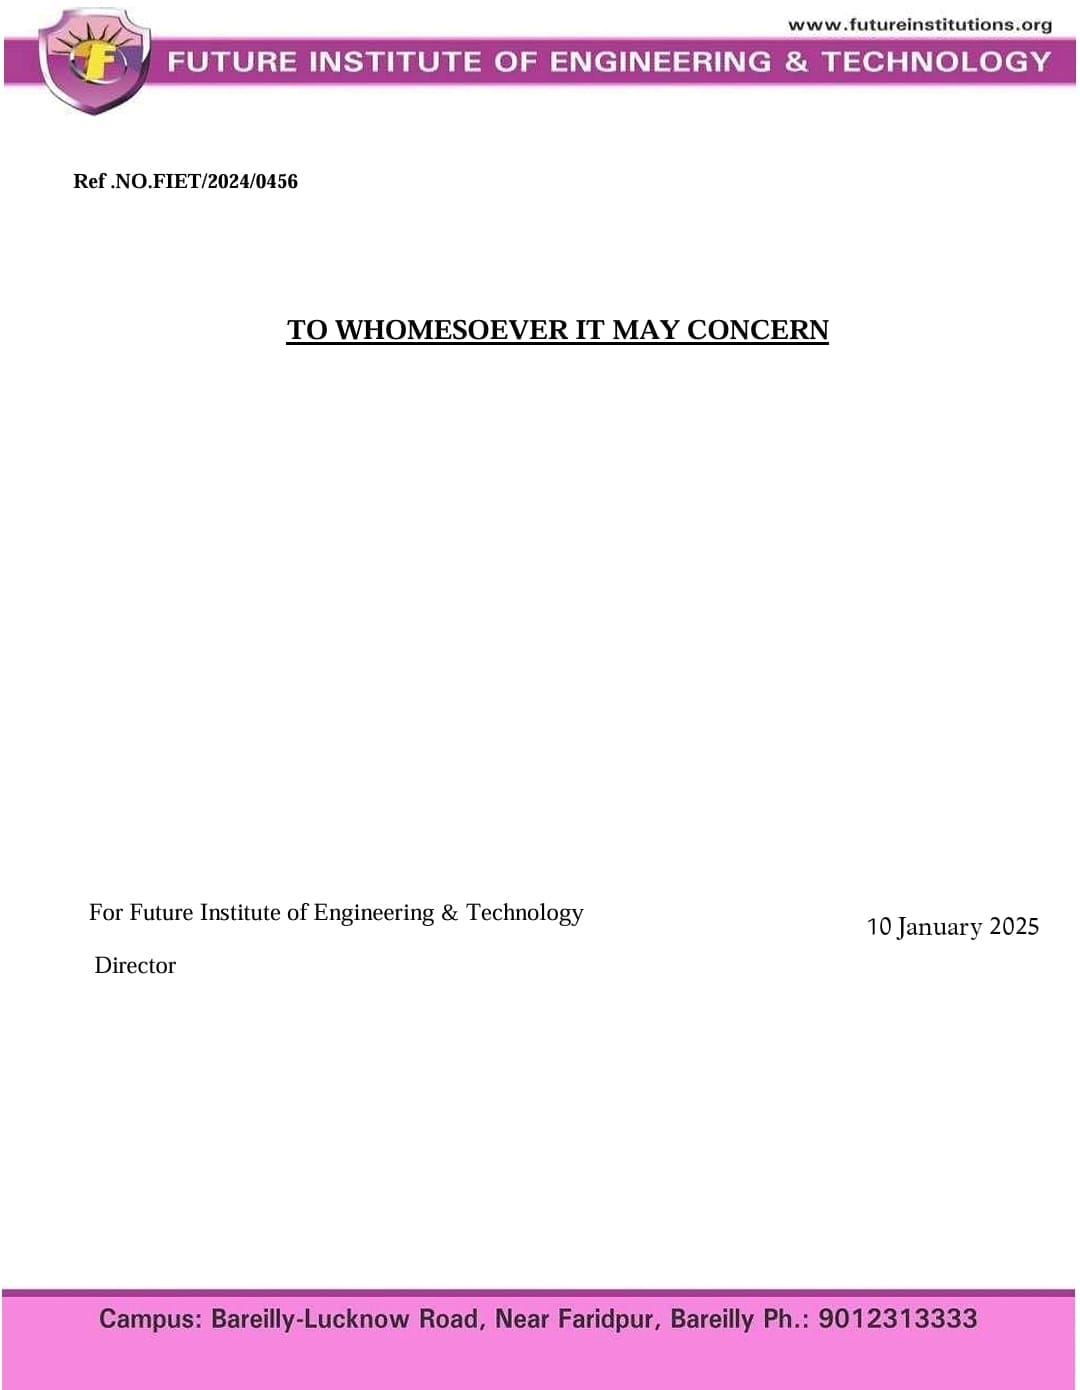 www.futureinstitutions.org
F
FUTURE INSTITUTE OF ENGINEERING & TECHNOLOGY
Ref .NO.FIET/2024/0456
TO WHOMESOEVER IT MAY CONCERN
For Future Institute of Engineering & Technology
10 January 2025
Director
Campus: Bareilly-Lucknow Road, Near Faridpur, Bareilly Ph.: 9012313333